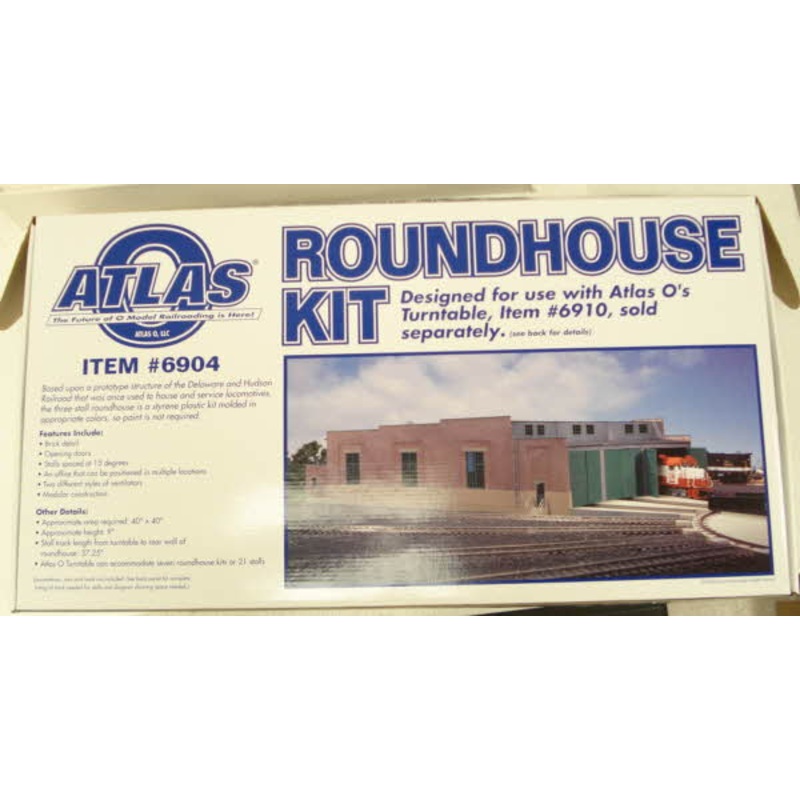 ATLAS®
The Future of O Model Railroading is Here!
ATLAS O, LLC
ITEM #6904
Based upon a prototype structure of the Delaware and Hudson
Railroad that was once used to house and service locomotives,
the three stall roundhouse is a styrene plastic kit molded in
appropriate colors, so paint is not required.
Features Include:
• Brick detail
• Opening doors
• Stalls spaced at 15 degrees
• An office that can be positioned in multiple locations
• Two different styles of ventilators
• Modular construction
Other Details:
• Approximate area required: 40" x 40"
• Approximate height: 9"
• Stall track length from turntable to rear wall of
roundhouse: 37.25"
• Atlas O Turntable can accommodate seven roundhouse kits or 21 stalls
ROUNDHOUSE
KIT
Designed for use with Atlas O's
Turntable, Item #6910, sold
separately. (see back for details)